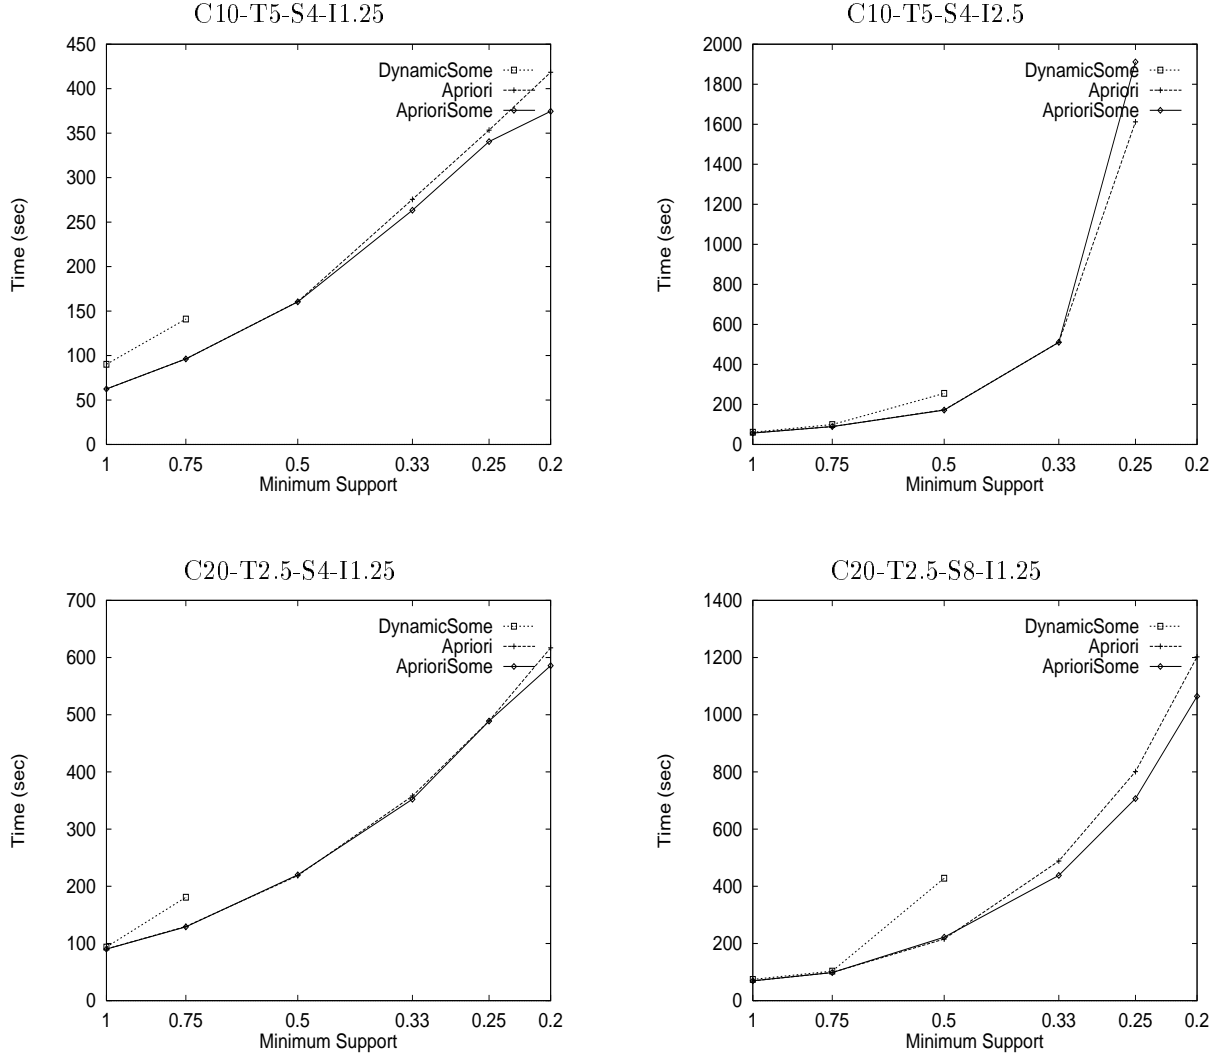 C10-T5-S4-I1.25
450
400
350
300
250
200
150
100
50
0
Time (sec)
DynamicSome
Apriori
AprioriSome
1 0.75 0.5 0.33 0.25 0.2
Minimum Support
C10-T5-S4-I2.5
2000
1800
1600
1400
1200
1000
800
600
400
200
0
Time (sec)
DynamicSome
Apriori
AprioriSome
1 0.75 0.5 0.33 0.25 0.2
Minimum Support
C20-T2.5-S4-I1.25
700
600
500
400
300
200
100
0
Time (sec)
DynamicSome
Apriori
AprioriSome
1 0.75 0.5 0.33 0.25 0.2
Minimum Support
C20-T2.5-S8-I1.25
1400
1200
1000
800
600
400
200
0
Time (sec)
DynamicSome
Apriori
AprioriSome
1 0.75 0.5 0.33 0.25 0.2
Minimum Support